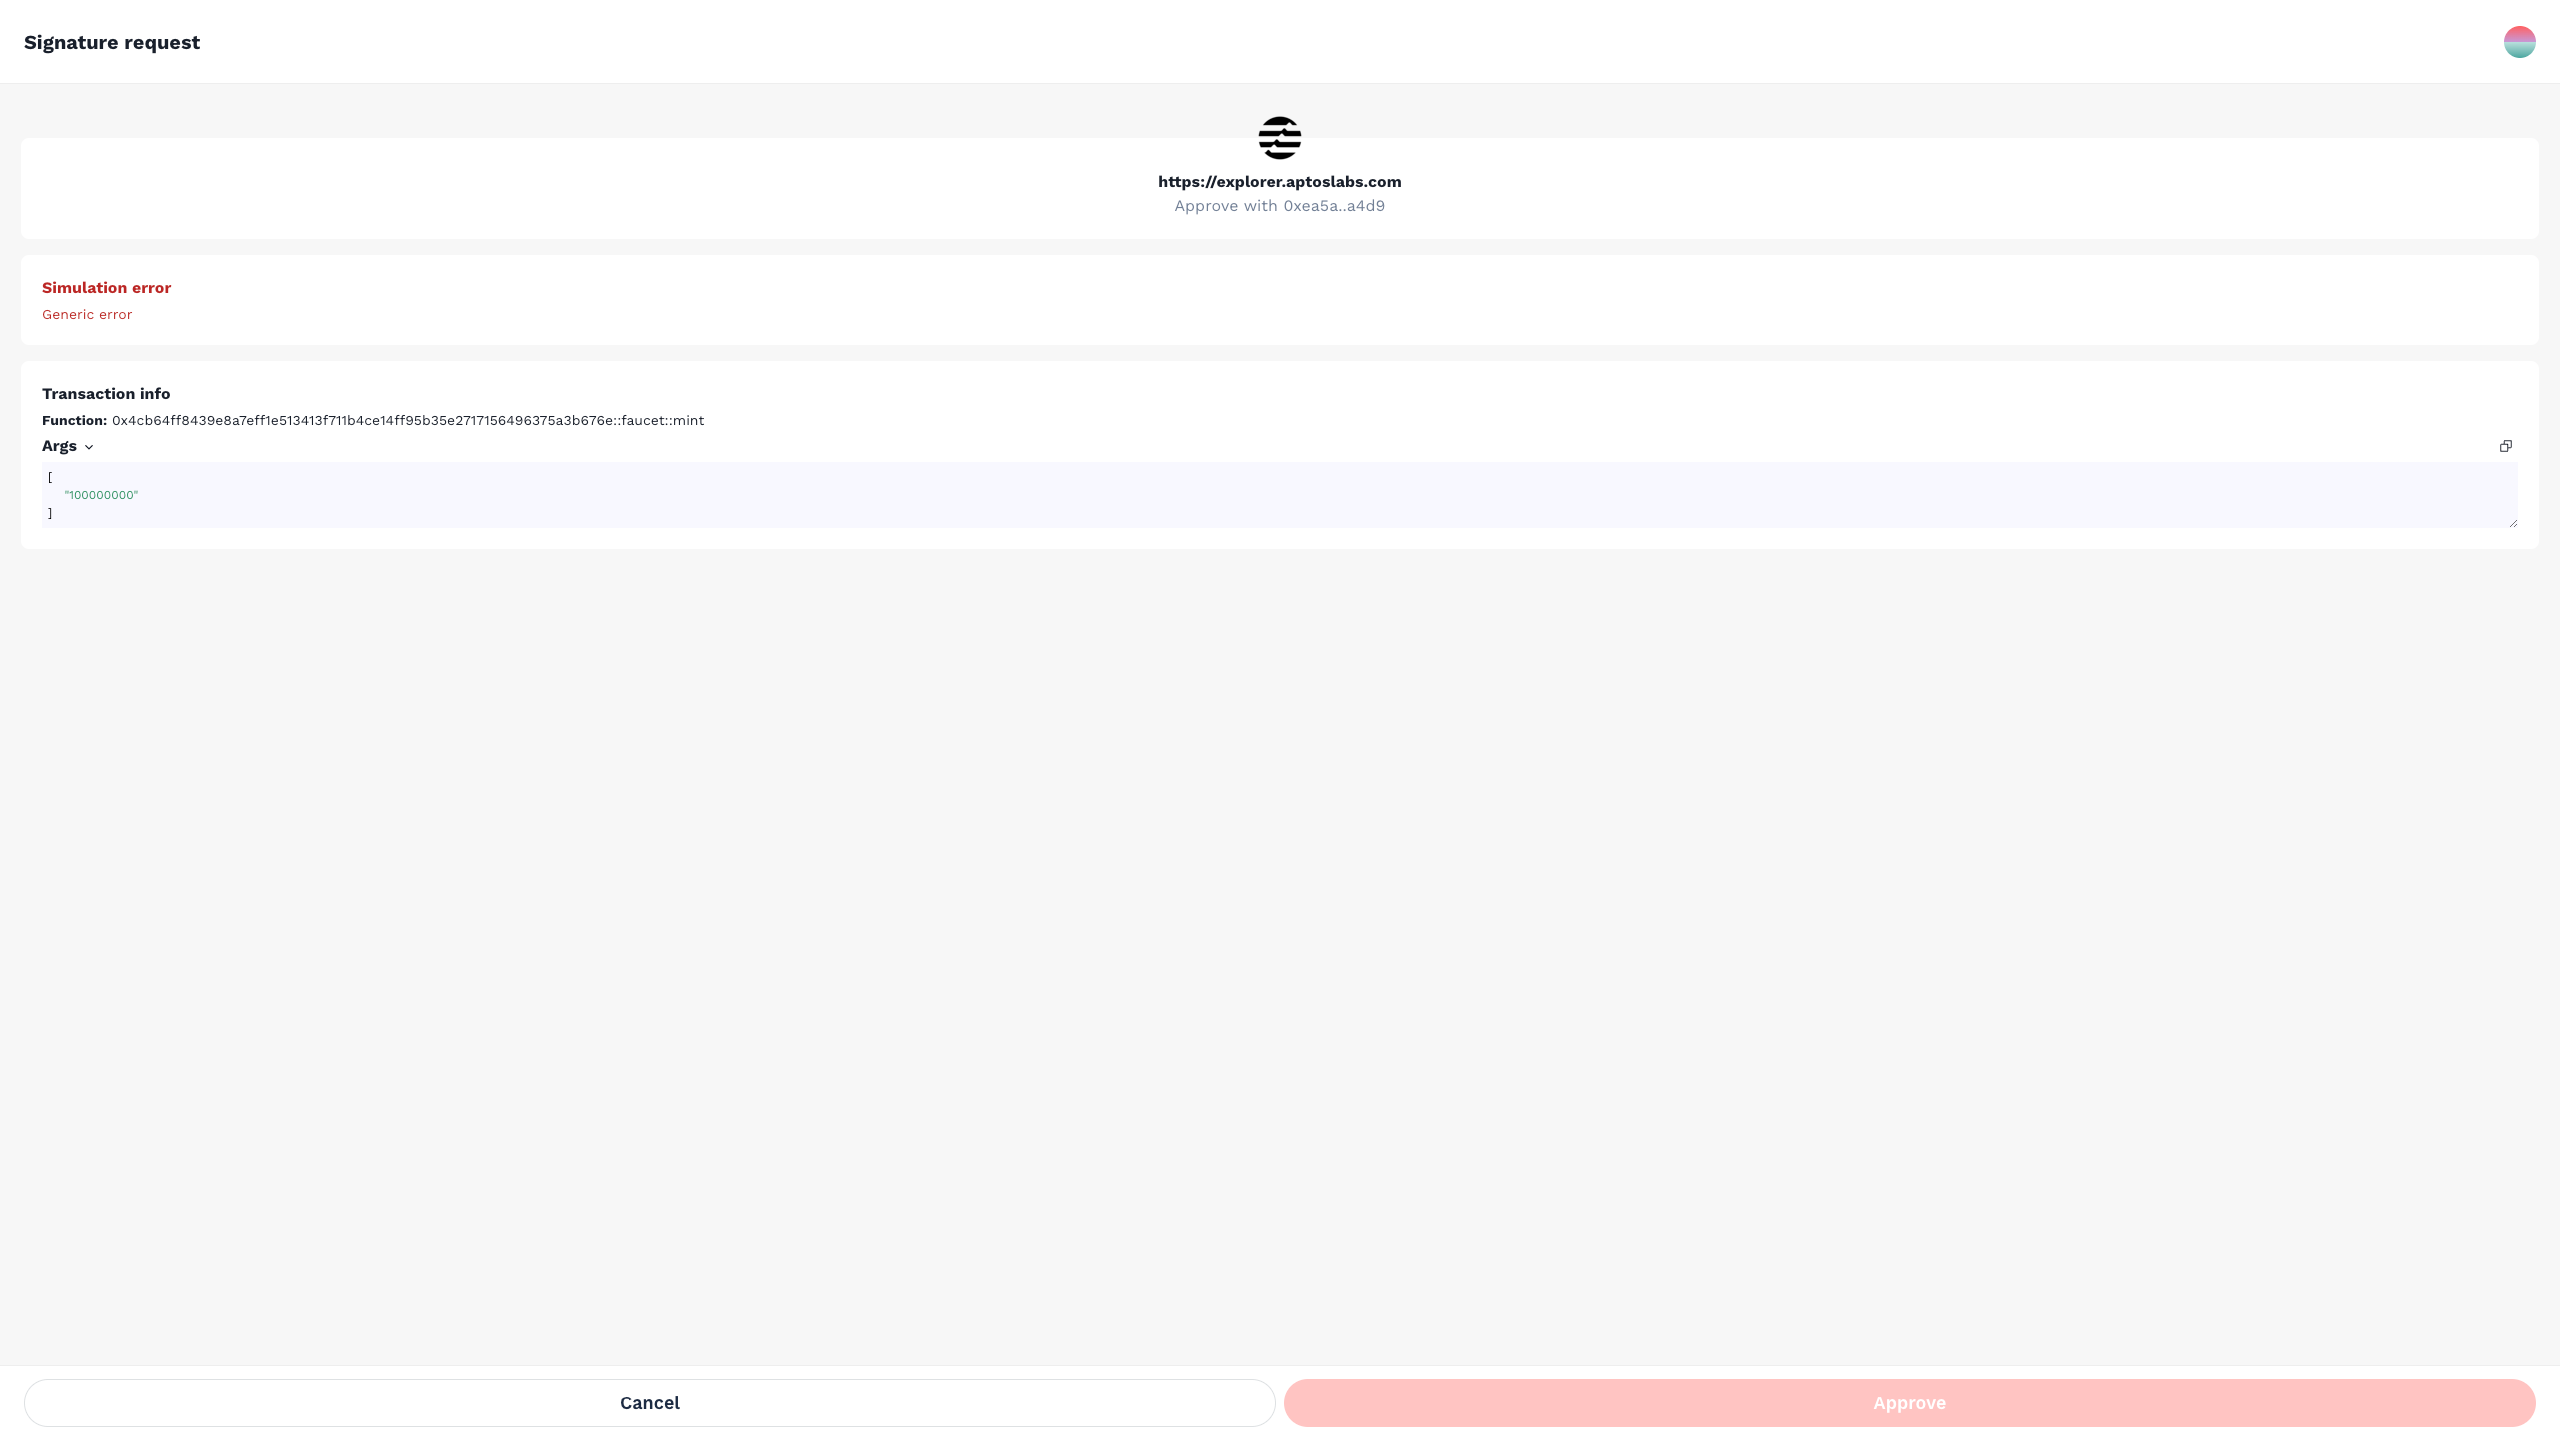 Signature request
https://explorer.aptoslabs.com
Approve with 0xea5a..a4d9
Simulation error
Generic error
Transaction info
Function: 0x4cb64ff8439e8a7eff1e513413f711b4ce14ff95b35e2717156496375a3b676e::faucet::mint
Args
[
"100000000"
]
Cancel
Approve